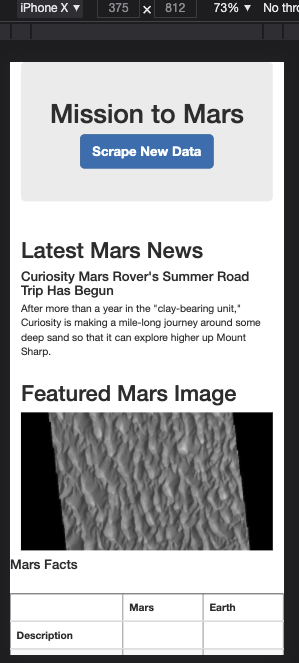 iPhone X ▼ 375 × 812 73% ▼ No thro
Mission to Mars
Scrape New Data
Latest Mars News
Curiosity Mars Rover's Summer Road
Trip Has Begun
After more than a year in the "clay-bearing unit,"
Curiosity is making a mile-long journey around some
deep sand so that it can explore higher up Mount
Sharp.
Featured Mars Image
Mars Facts
Mars Earth
Description